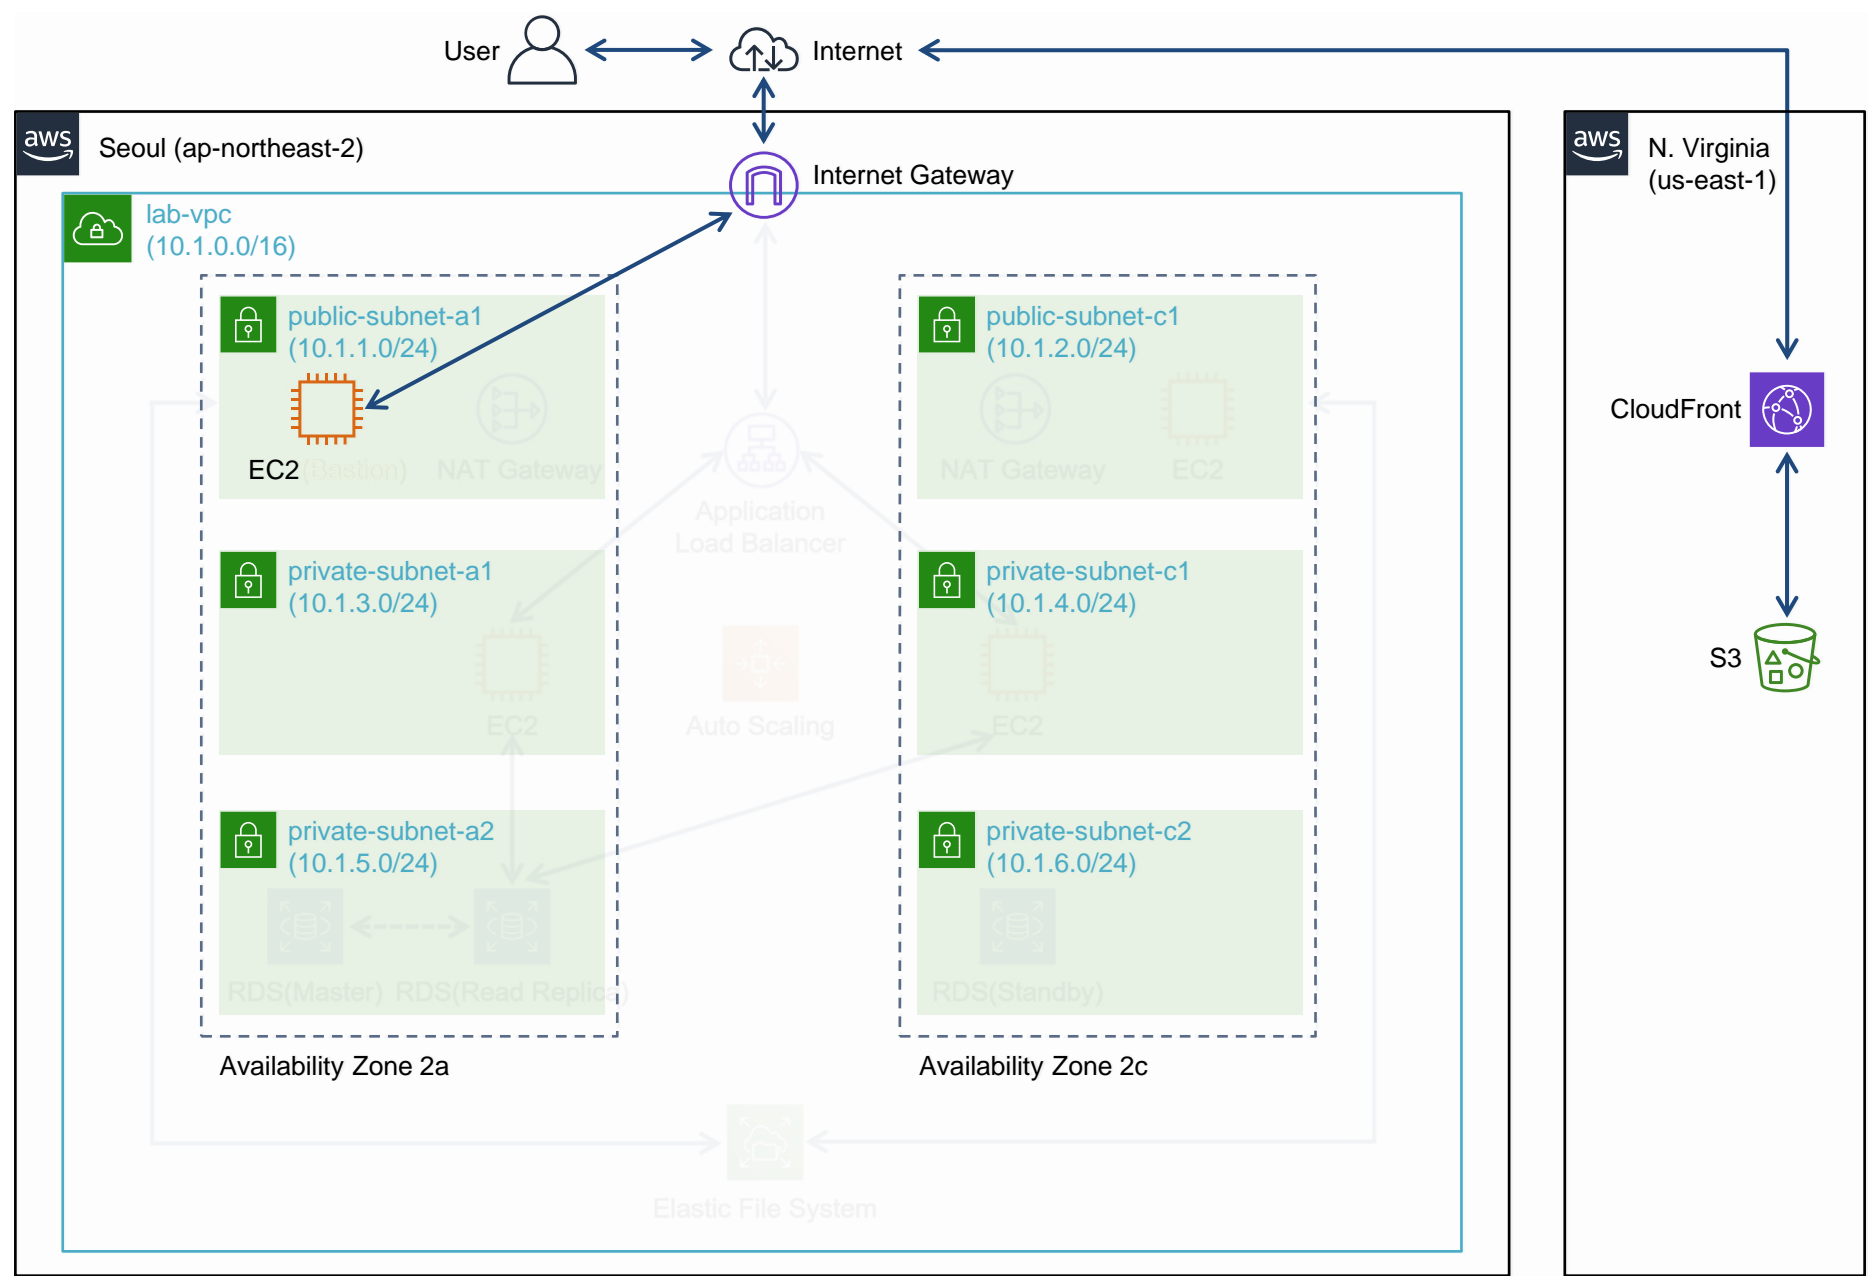 User
Internet
aws
Seoul (ap-northeast-2)
Internet Gateway
aws
N. Virginia
(us-east-1)
lab-vpc
(10.1.0.0/16)
public-subnet-a1
(10.1.1.0/24)
EC2(Bastion)
NAT Gateway
public-subnet-c1
(10.1.2.0/24)
NAT Gateway
EC2
CloudFront
Application
Load Balancer
private-subnet-a1
(10.1.3.0/24)
EC2
Auto Scaling
private-subnet-c1
(10.1.4.0/24)
EC2
S3
private-subnet-a2
(10.1.5.0/24)
RDS(Master)
RDS(Read Replica)
private-subnet-c2
(10.1.6.0/24)
RDS(Standby)
Availability Zone 2a
Availability Zone 2c
Elastic File System